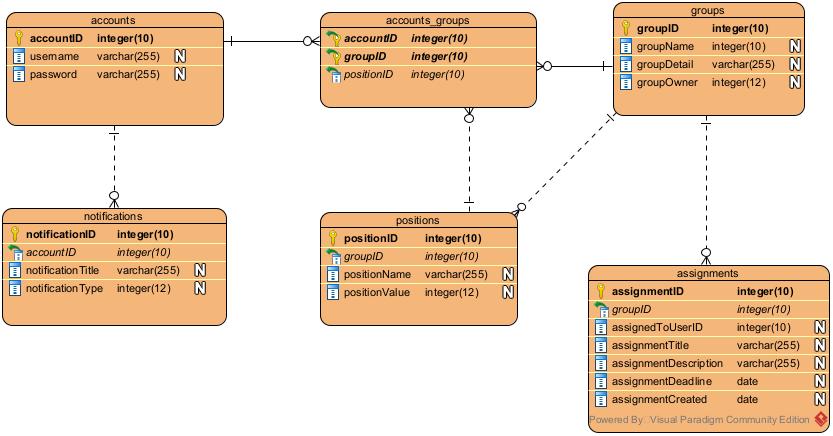 accounts
accountID integer(10)
username varchar(255) N
password varchar(255) N
accounts_groups
accountID integer(10)
groupID integer(10)
positionID integer(10)
groups
groupID integer(10)
groupName integer(10) N
groupDetail varchar(255) N
groupOwner integer(12) N
notifications
notificationID integer(10)
accountID integer(10)
notificationTitle varchar(255) N
notificationType integer(12) N
positions
positionID integer(10)
groupID integer(10)
positionName varchar(255) N
positionValue integer(12) N
assignments
assignmentID integer(10)
groupID integer(10)
assignedToUserID integer(10) N
assignmentTitle varchar(255) N
assignmentDescription varchar(255) N
assignmentDeadline date N
assignmentCreated date N
Powered By: Visual Paradigm Community Edition